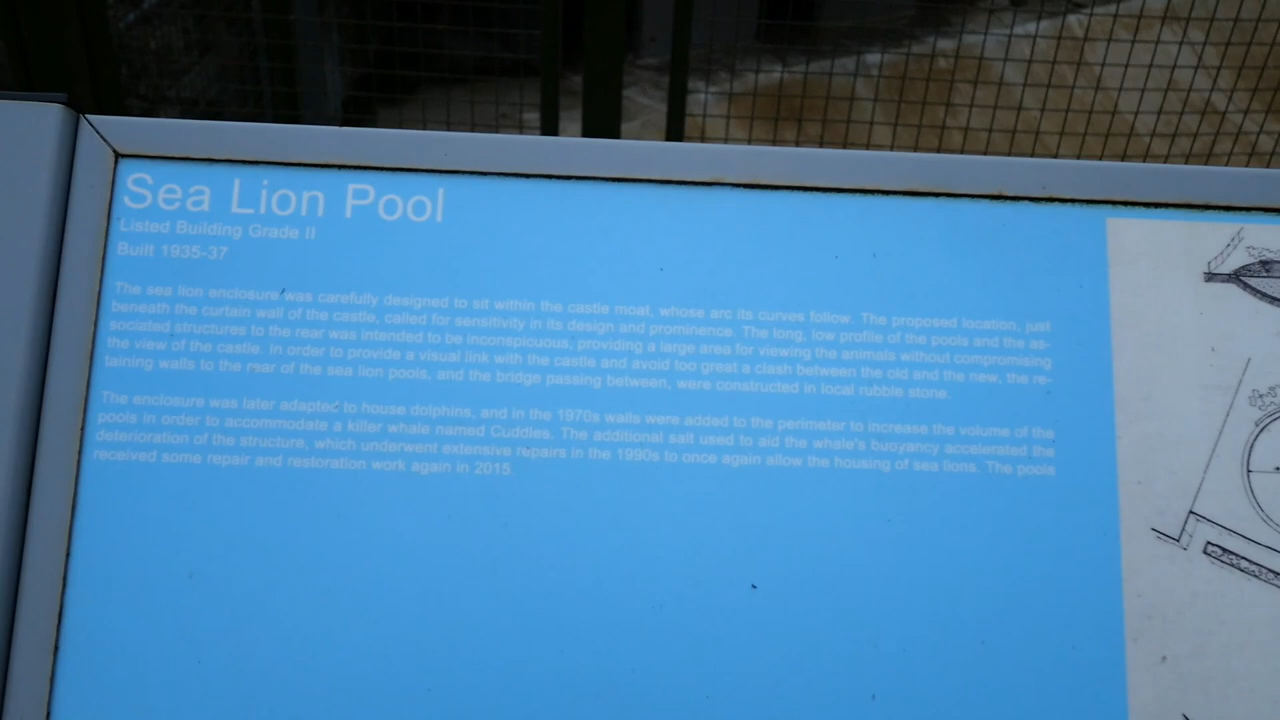 Sea Lion Pool
Listed Building Grade II
Built 1935-37
The sea lion enclosure was carefully designed to sit within the castle moat, whose arc its curves follow. The proposed location, just
beneath the curtain wall of the castle, called for sensitivity in its design and prominence. The long, low profile of the pools and the as-
sociated structures to the rear was intended to be inconspicuous, providing a large area for viewing the animals without compromising
the view of the castle. In order to provide a visual link with the castle and avoid too great a clash between the old and the new, the re-
taining walls to the rear of the sea lion pools, and the bridge passing between, were constructed in local rubble stone.
The enclosure was later adapted to house dolphins, and in the 1970s walls were added to the perimeter to increase the volume of the
pools in order to accommodate a killer whale named Cuddles. The additional salt used to aid the whale's buoyancy accelerated the
deterioration of the structure, which underwent extensive repairs in the 1990s to once again allow the housing of sea lions. The pools
received some repair and restoration work again in 2015.